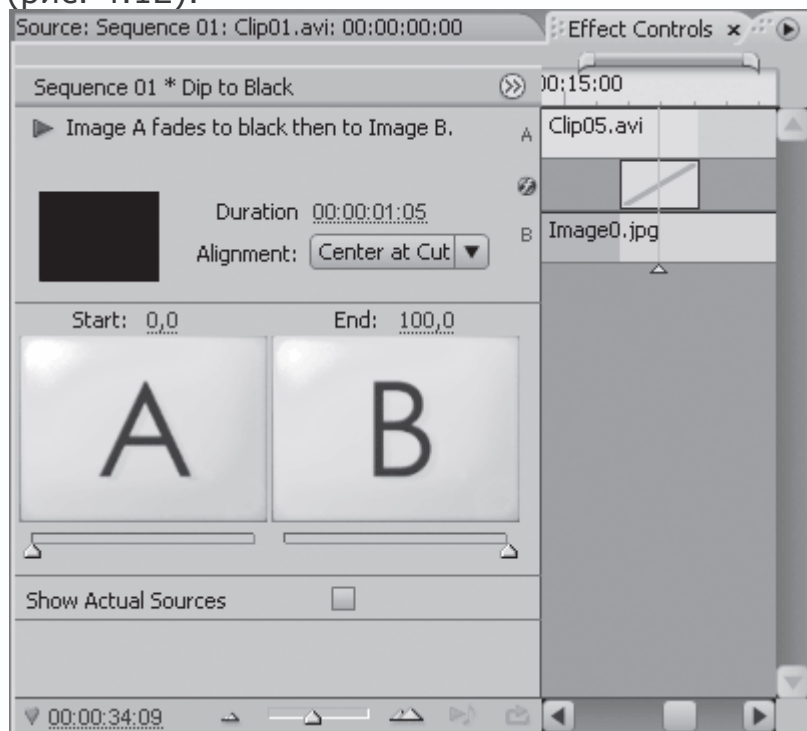 (рис. 4.12).
Source: Sequence 01: Clip01.avi: 00:00:00:00
Effect Controls x
Sequence 01 * Dip to Black
00;15:00
Image A fades to black then to Image B.
A
Clip05.avi
Duration 00:00:01:05
B
Image0.jpg
Alignment: Center at Cut
Start: 0,0
End: 100,0
A
B
Show Actual Sources
00:00:34:09